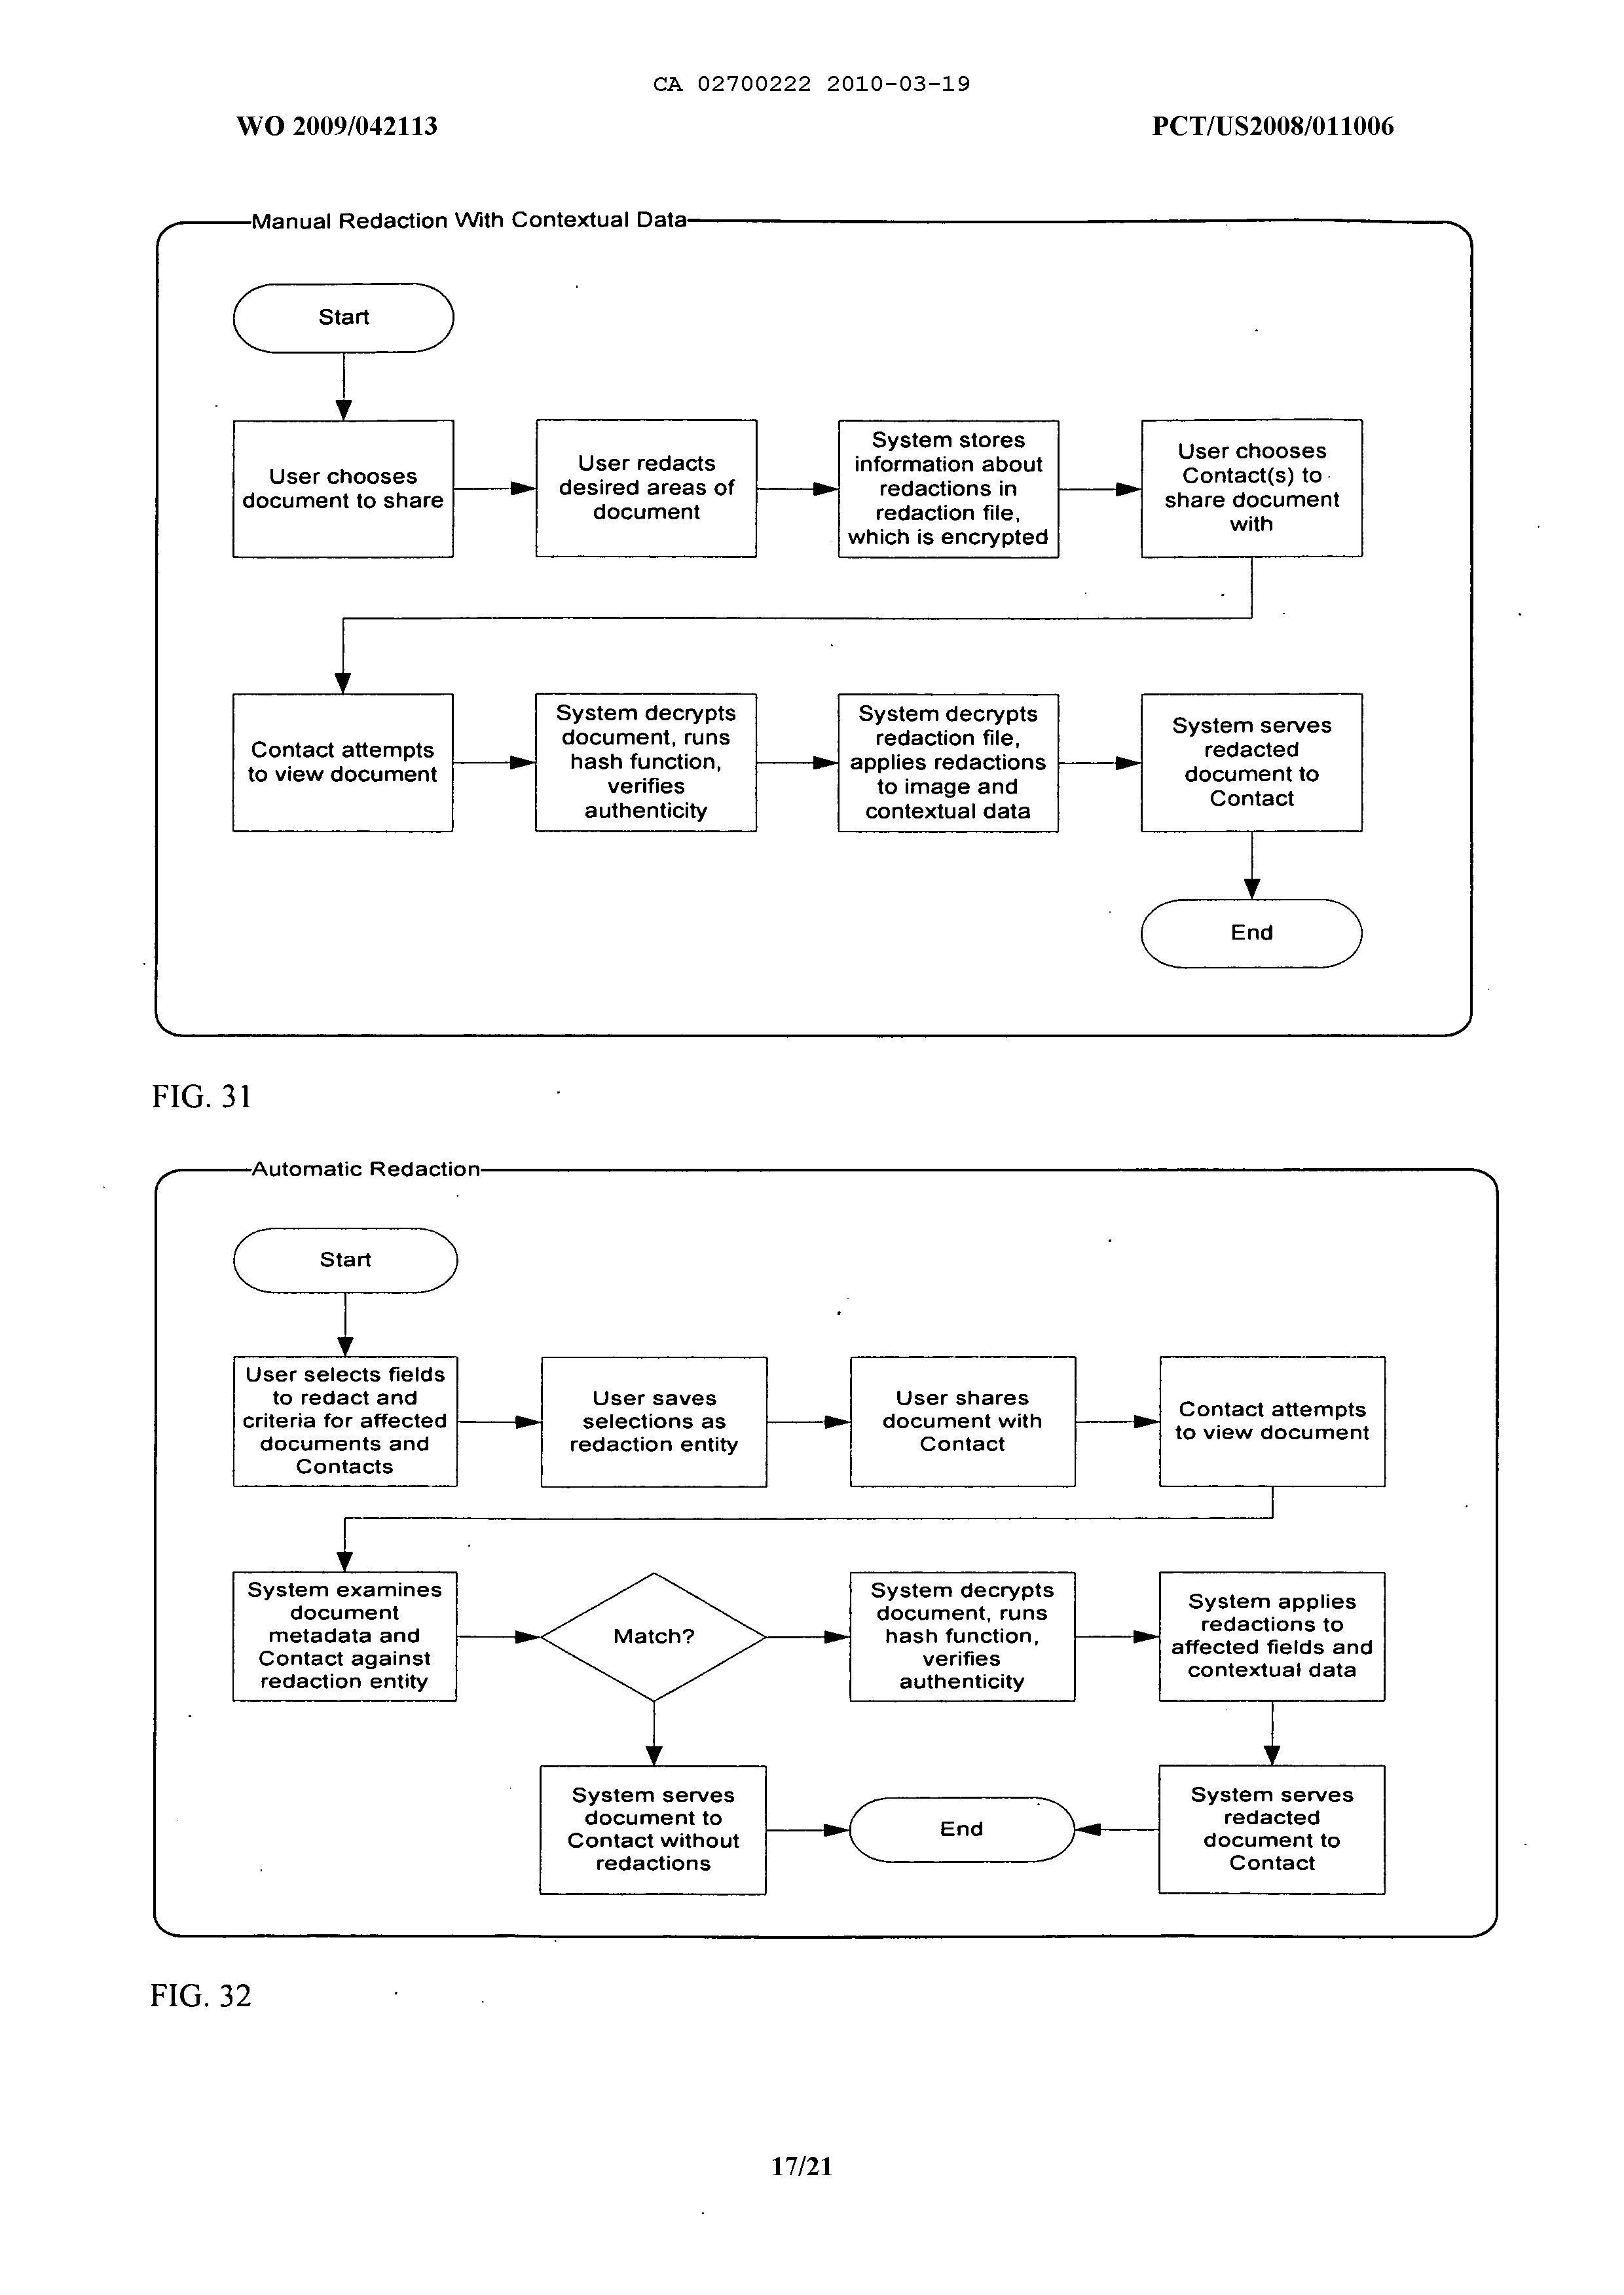 CA 02700222 2010-03-19
WO 2009/042113
PCT/US2008/011006
Manual Redaction With Contextual Data
Start
User chooses
document to share
User redacts
desired areas of
document
System stores
information about
redactions in
redaction file,
which is encrypted
User chooses
Contact(s) to
share document
with
Contact attempts
to view document
System decrypts
document, runs
hash function,
verifies
authenticity
System decrypts
redaction file,
applies redactions
to image and
contextual data
System serves
redacted
document to
Contact
End
FIG. 31
Automatic Redaction
Start
User selects fields
to redact and
criteria for affected
documents and
Contacts
User saves
selections as
redaction entity
User shares
document with
Contact
Contact attempts
to view document
System examines
document
metadata and
Contact against
redaction entity
Match?
System decrypts
document, runs
hash function,
verifies
authenticity
System applies
redactions to
affected fields and
contextual data
System serves
document to
Contact without
redactions
End
System serves
redacted
document to
Contact
FIG. 32
17/21